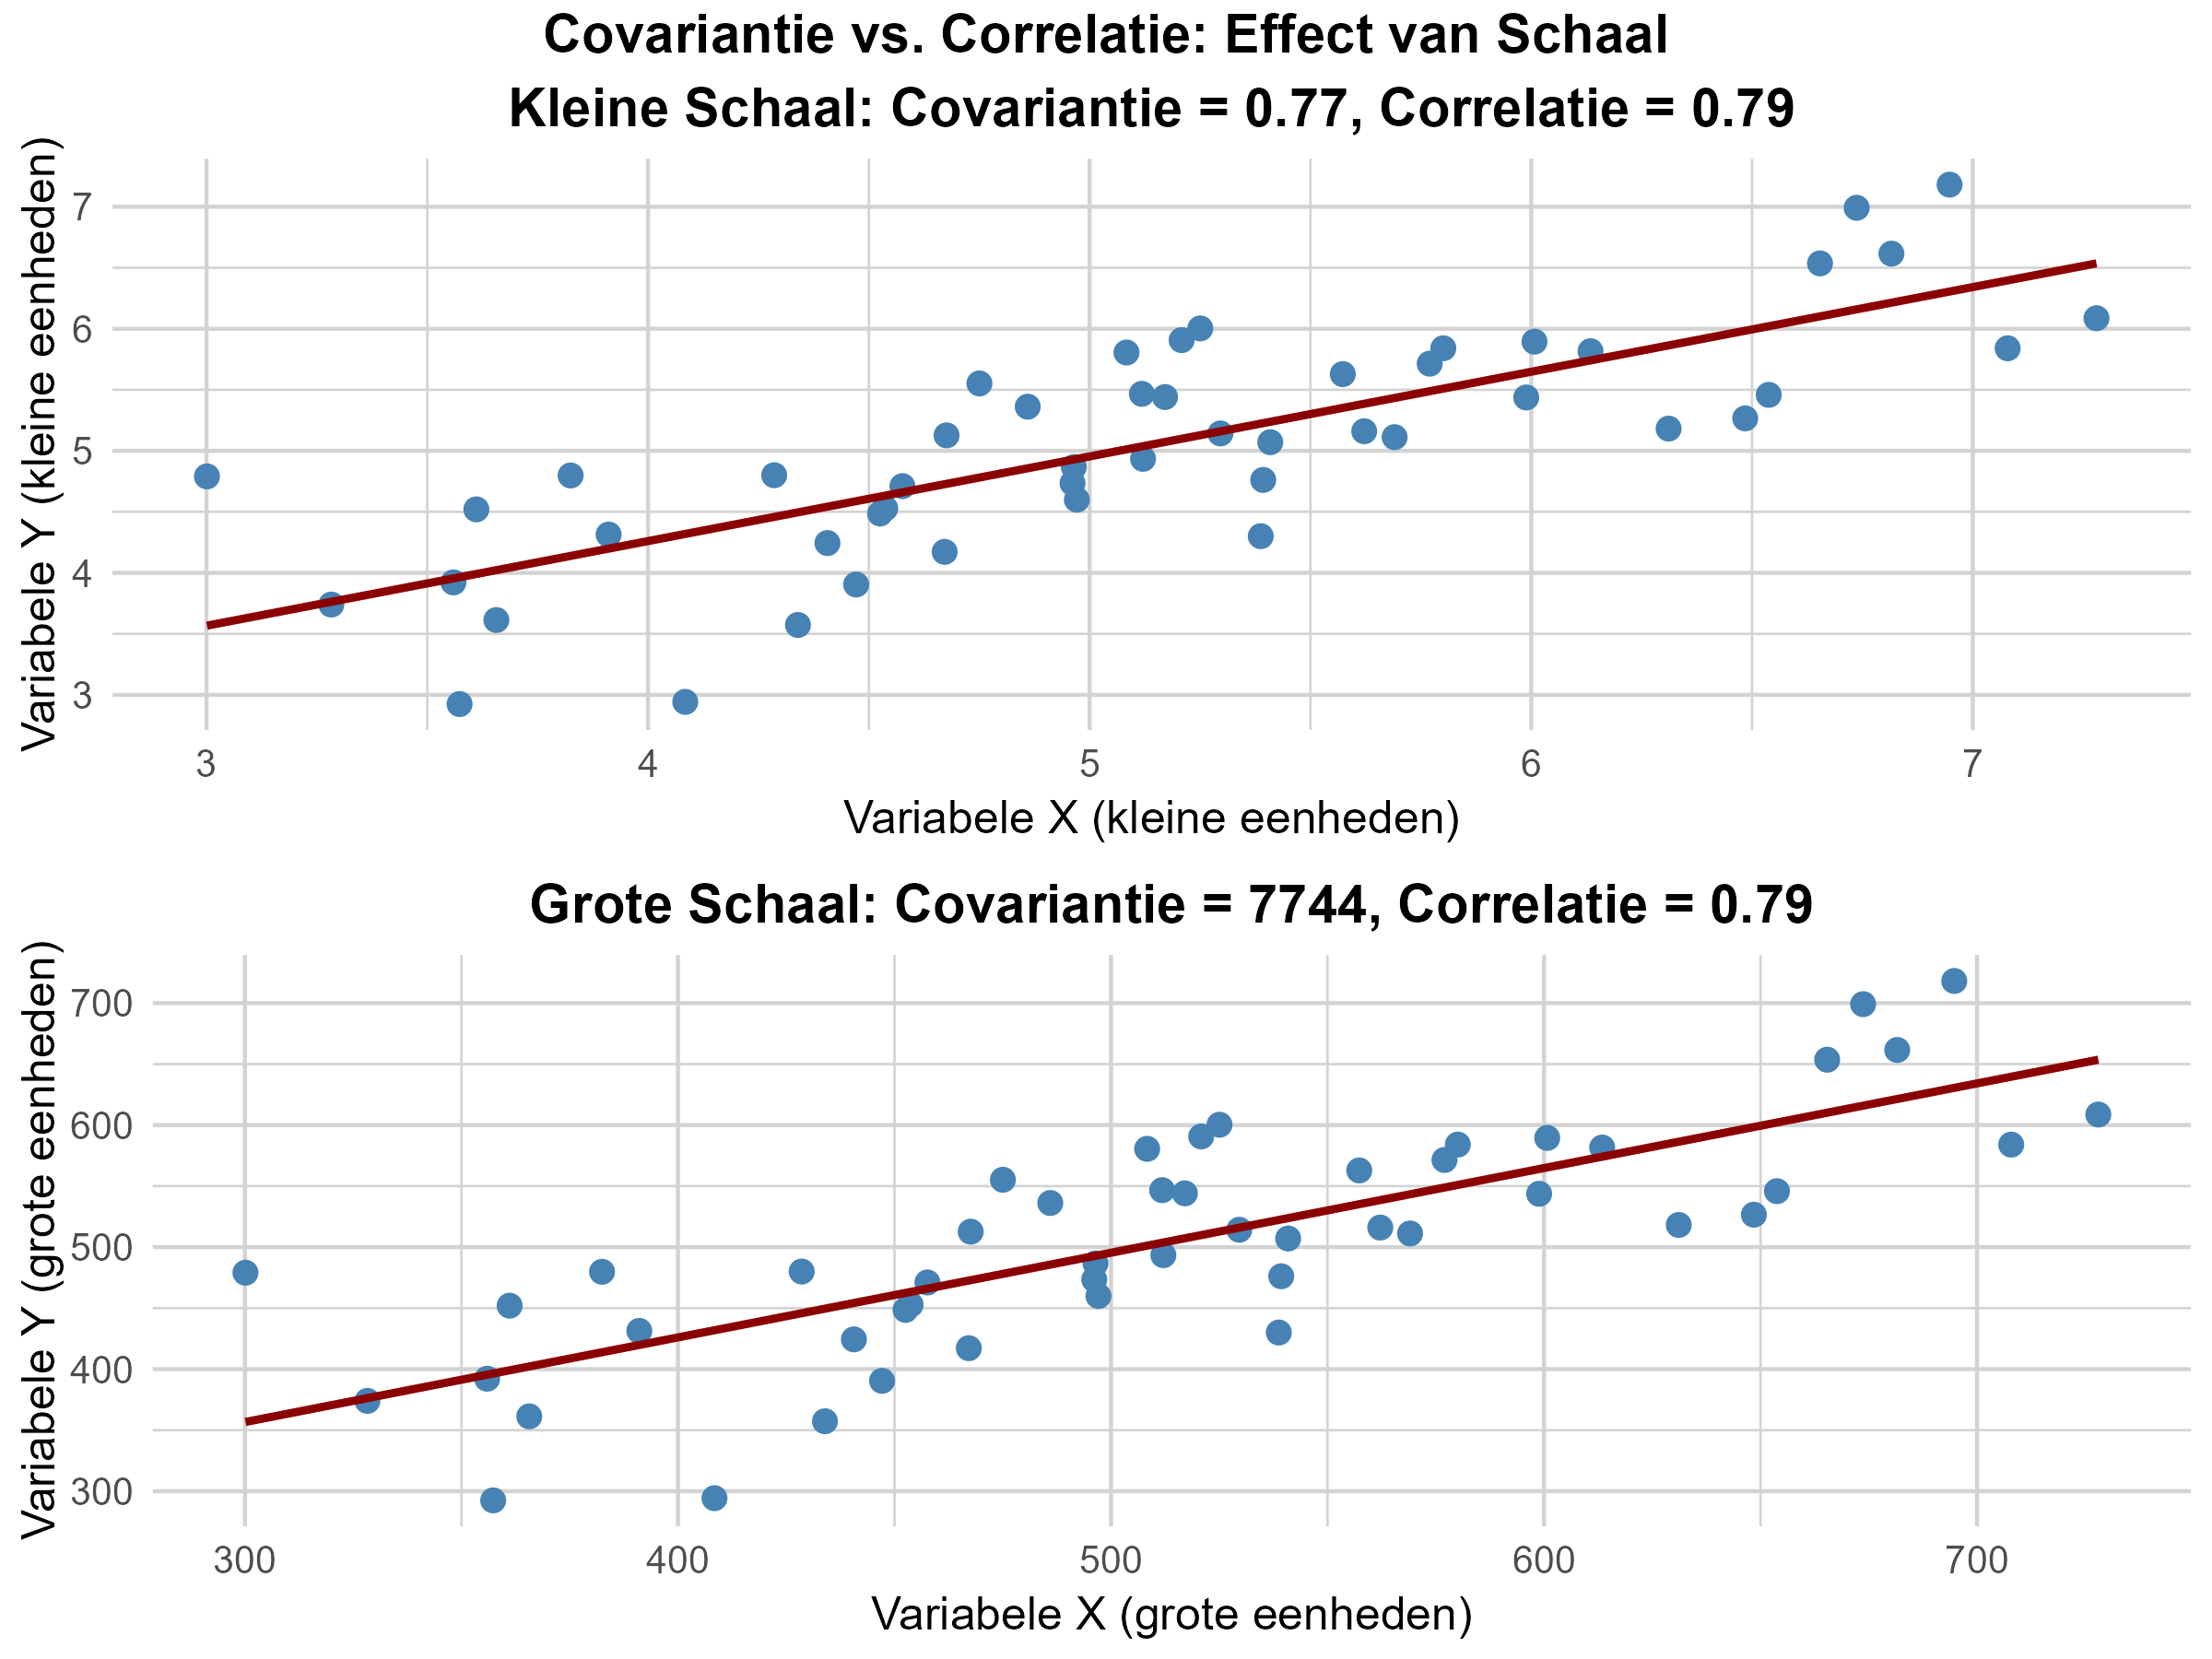 Covariantie vs. Correlatie: Effect van Schaal
Kleine Schaal: Covariantie = 0.77, Correlatie = 0.79
Variabele Y (kleine eenheden)
7
6
5
4
3
3 4 5 6 7
Variabele X (kleine eenheden)
Grote Schaal: Covariantie = 7744, Correlatie = 0.79
Variabele Y (grote eenheden)
700
600
500
400
300
300 400 500 600 700
Variabele X (grote eenheden)